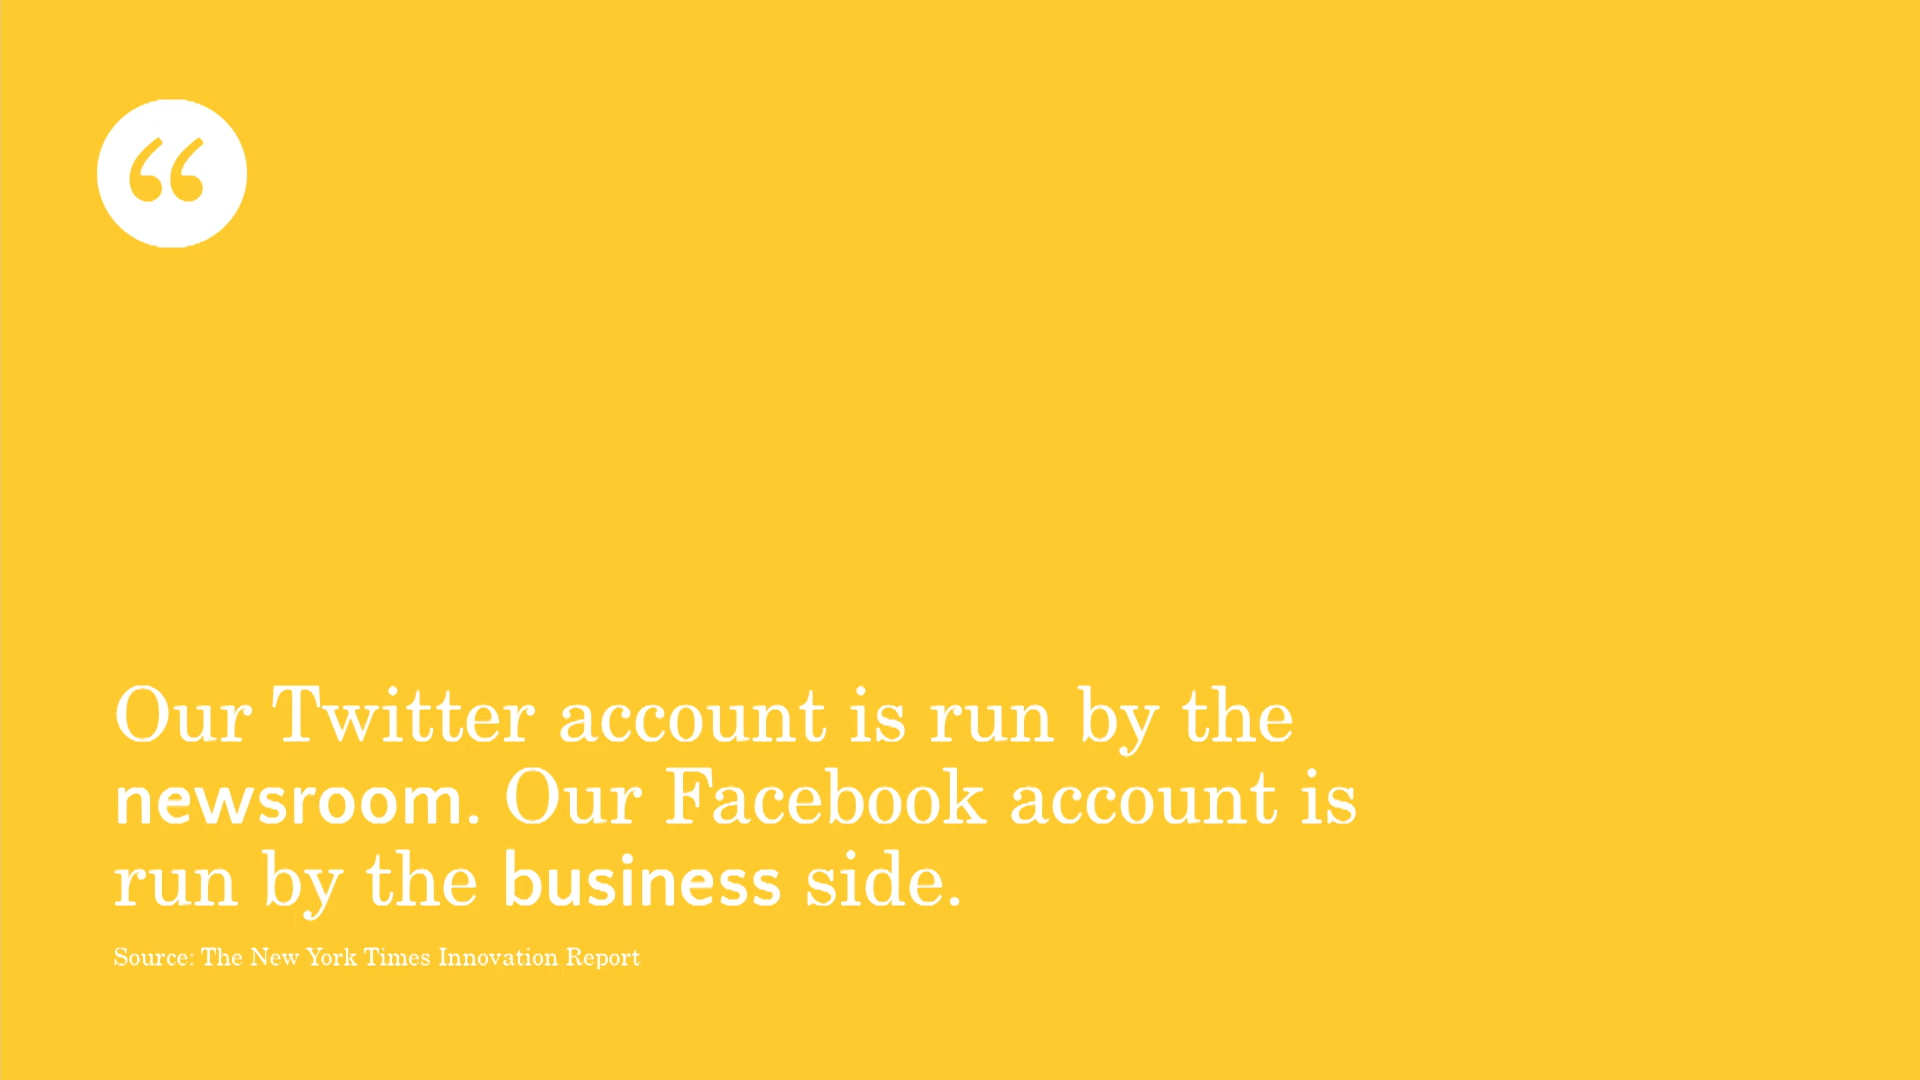 “
Our Twitter account is run by the
newsroom. Our Facebook account is
run by the business side.
Source: The New York Times Innovation Report